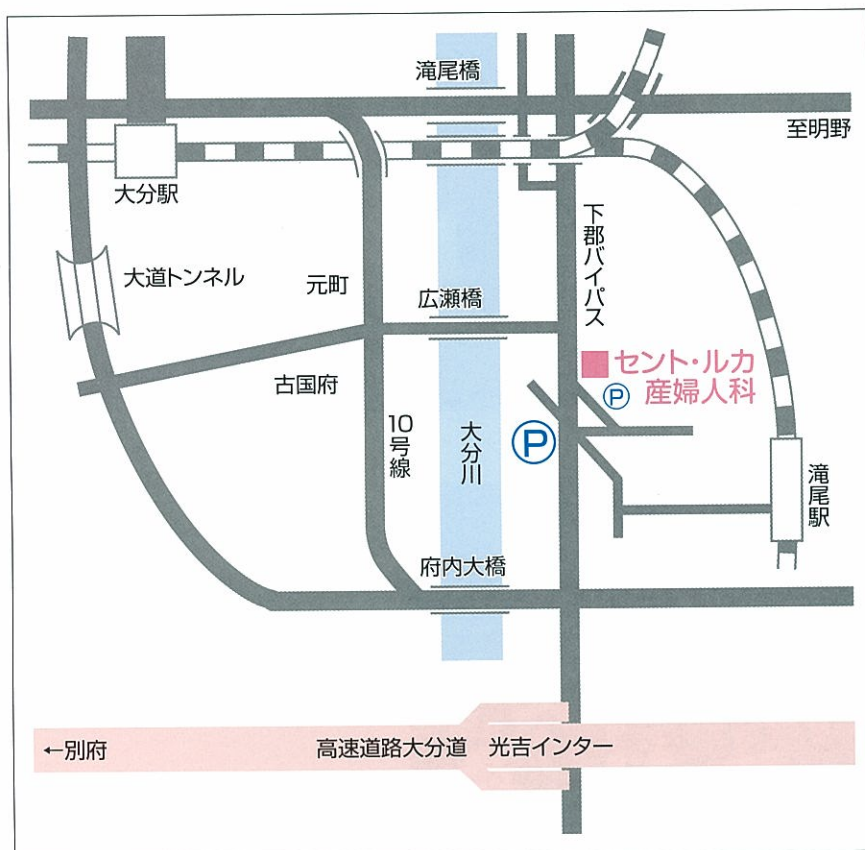 滝尾橋
至明野
大分駅
下郡バイパス
大道トンネル
元町
広瀬橋
セント・ルカ
産婦人科
P
古国府
10号線
大分川
P
滝尾駅
府内大橋
←別府
高速道路大分道
光吉インター